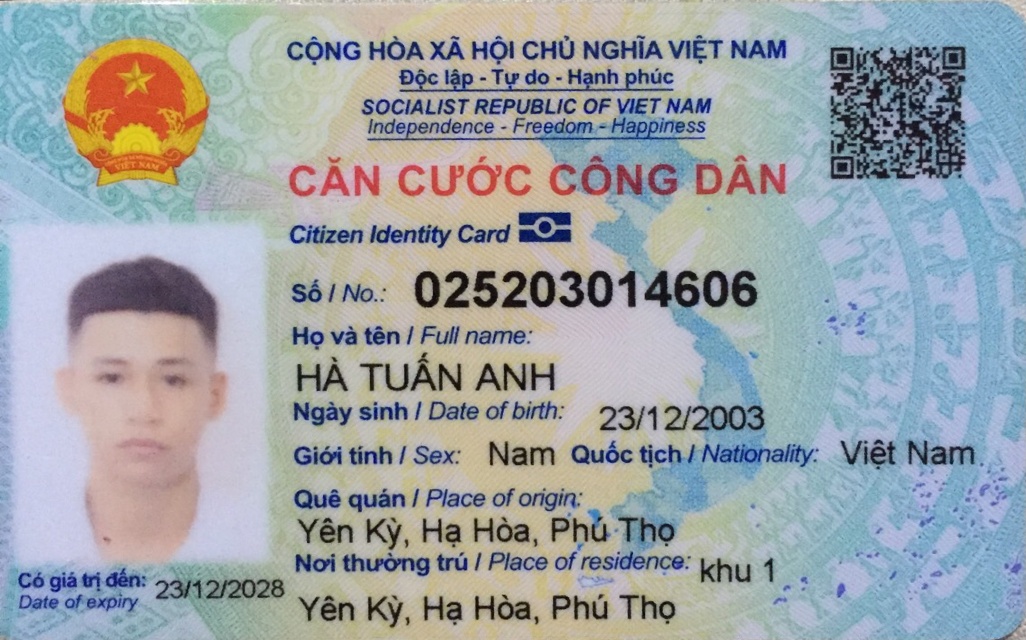 CỘNG HÒA XÃ HỘI CHỦ NGHĨA VIỆT NAM
Độc lập - Tự do - Hạnh phúc
SOCIALIST REPUBLIC OF VIET NAM
Independence - Freedom - Happiness
CĂN CƯỚC CÔNG DÂN
Citizen Identity Card
Số / No.: 025203014606
Họ và tên / Full name:
HÀ TUẤN ANH
Ngày sinh / Date of birth: 23/12/2003
Giới tính / Sex: Nam Quốc tịch / Nationality: Việt Nam
Quê quán / Place of origin:
Yên Kỳ, Hạ Hòa, Phú Thọ
Nơi thường trú / Place of residence: khu 1
Yên Kỳ, Hạ Hòa, Phú Thọ
Có giá trị đến: 23/12/2028
Date of expiry
VIỆT NAM